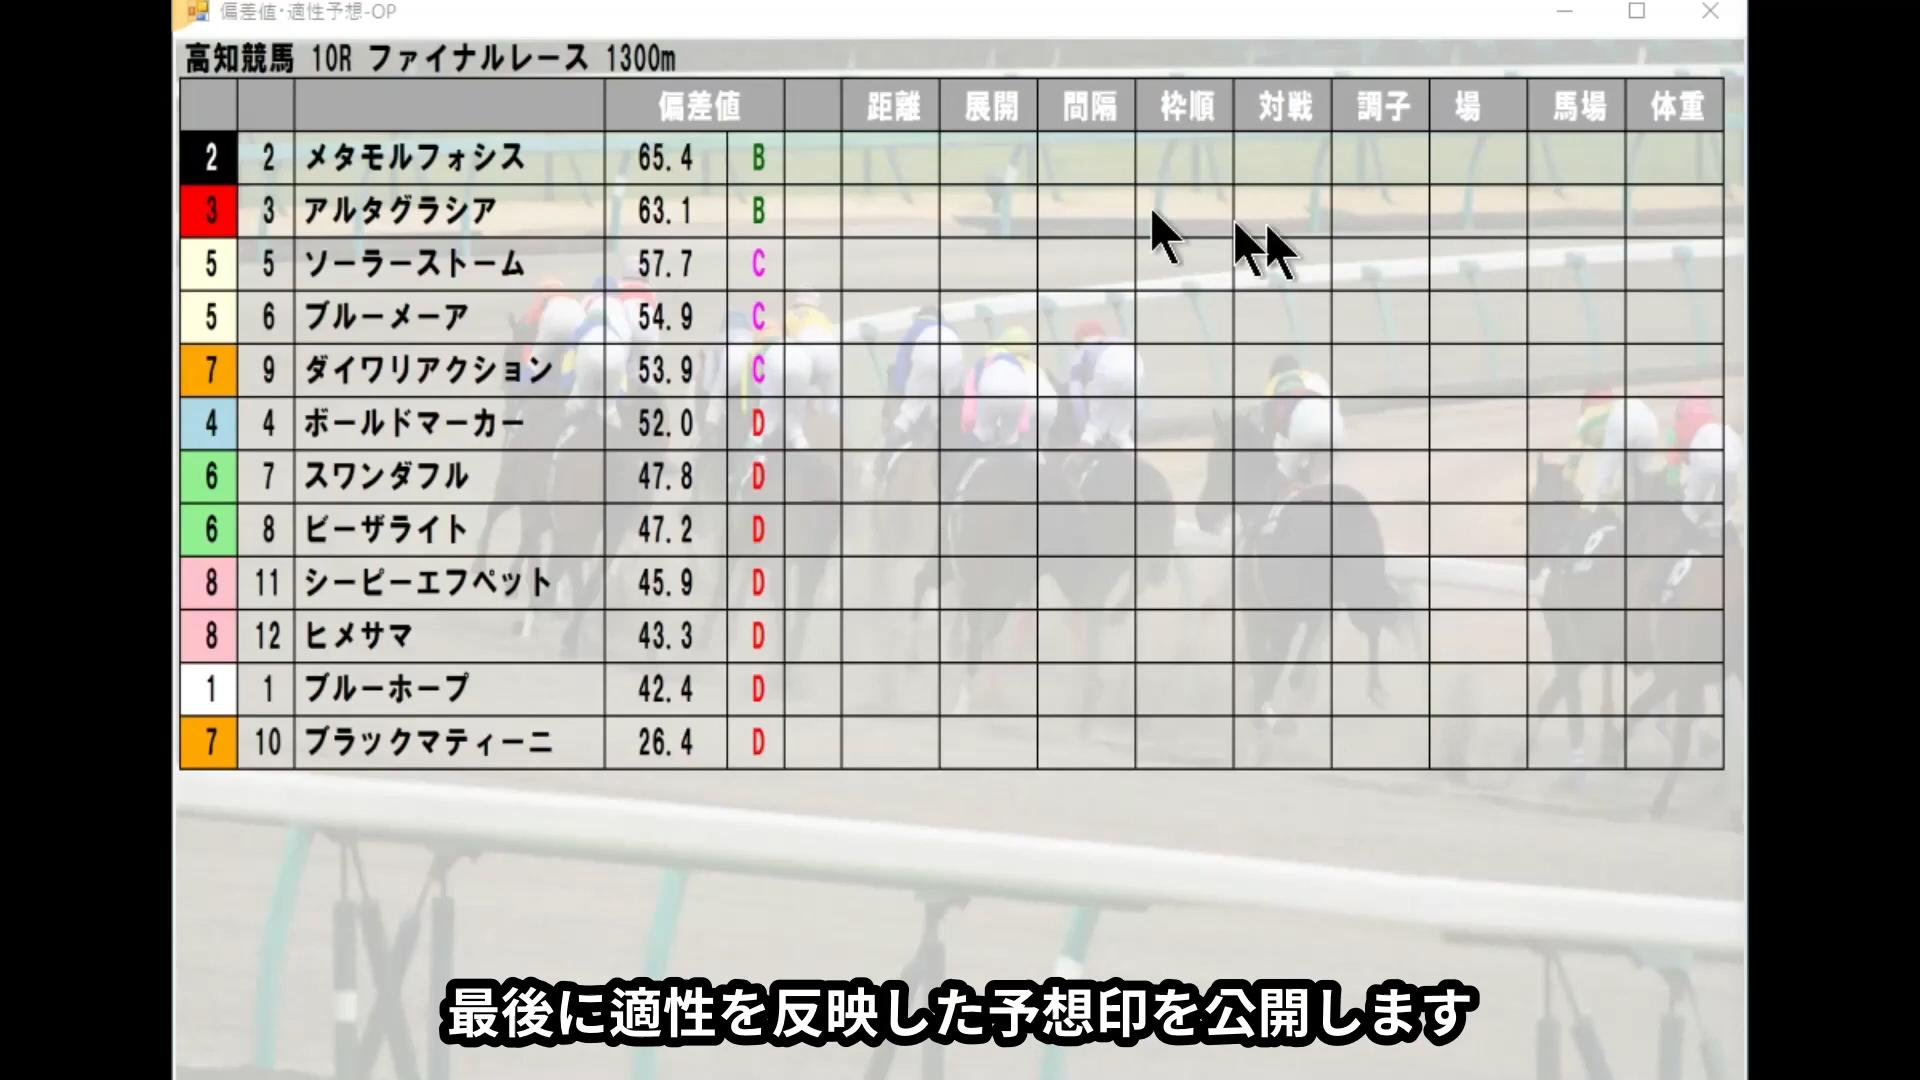 偏差値・適性予想-OP
高知競馬 10R ファイナルレース 1300m
偏差値 距離 展開 間隔 枠順 対戦 調子 場 馬場 体重
2 2 メタモルフォシス 65.4 B
3 3 アルタグラシア 63.1 B
5 5 ソーラーストーム 57.7 C
5 6 ブルーメーア 54.9 C
7 9 ダイワリアクション 53.9 C
4 4 ボールドマーカー 52.0 D
6 7 スワンダフル 47.8 D
6 8 ビーザライト 47.2 D
8 11 シーピーエフペット 45.9 D
8 12 ヒメサマ 43.3 D
1 1 ブルーホープ 42.4 D
7 10 ブラックマティーニ 26.4 D
最後に適性を反映した予想印を公開します